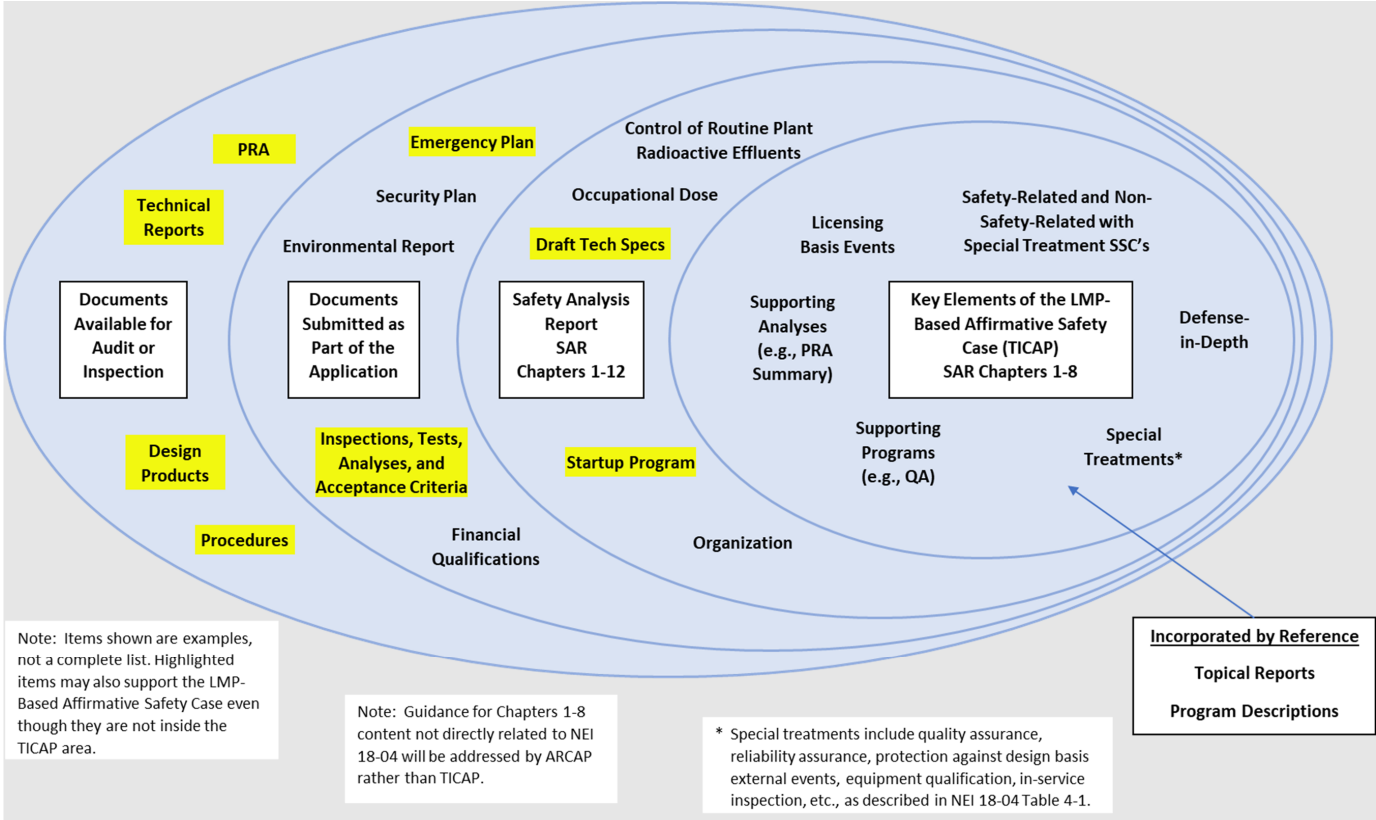 PRA
Technical
Reports
Documents
Available for
Audit or
Inspection
Design
Products
Procedures
Emergency Plan
Security Plan
Environmental Report
Documents
Submitted as
Part of the
Application
Inspections, Tests,
Analyses, and
Acceptance Criteria
Financial
Qualifications
Control of Routine Plant
Radioactive Effluents
Occupational Dose
Draft Tech Specs
Safety Analysis
Report
SAR
Chapters 1-12
Startup Program
Organization
Licensing
Basis Events
Safety-Related and Non-
Safety-Related with
Special Treatment SSC's
Supporting
Analyses
(e.g., PRA
Summary)
Key Elements of the LMP-
Based Affirmative Safety
Case (TICAP)
SAR Chapters 1-8
Defense-
in-Depth
Supporting
Programs
(e.g., QA)
Special
Treatments*
Incorporated by Reference
Topical Reports
Program Descriptions
Note: Items shown are examples,
not a complete list. Highlighted
items may also support the LMP-
Based Affirmative Safety Case even
though they are not inside the
TICAP area.
Note: Guidance for Chapters 1-8
content not directly related to NEI
18-04 will be addressed by ARCAP
rather than TICAP.
* Special treatments include quality assurance,
reliability assurance, protection against design basis
external events, equipment qualification, in-service
inspection, etc., as described in NEI 18-04 Table 4-1.